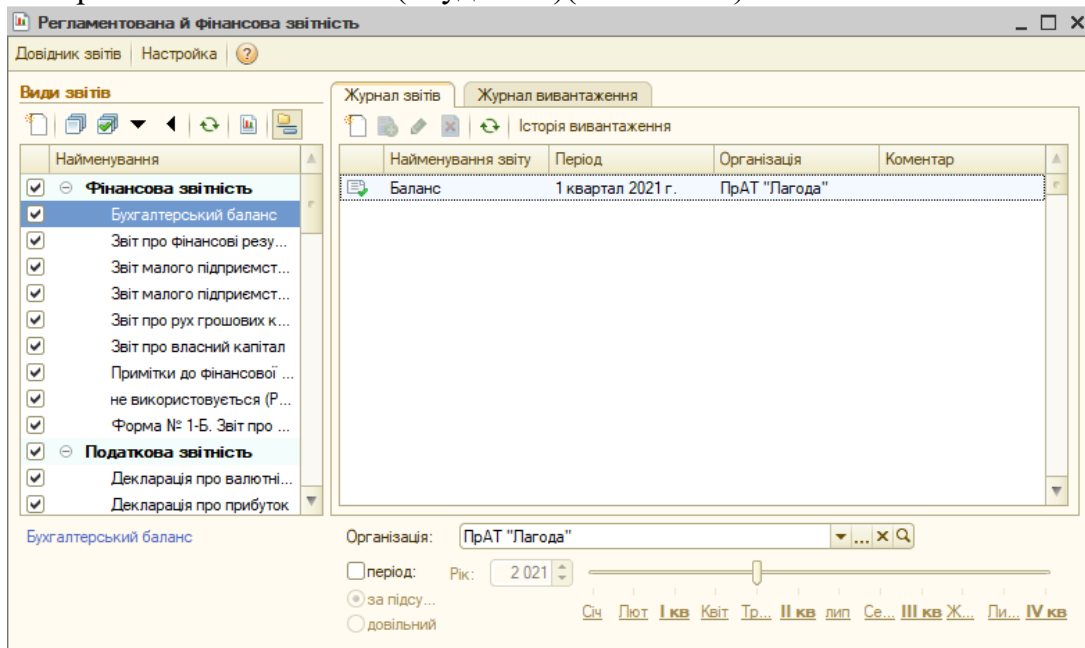 Регламентована й фінансова звітність
Довідник звітів Настройка ?
Види звітів
Журнал звітів Журнал вивантаження
Історія вивантаження
Найменування
Найменування звіту Період Організація Коментар
Фінансова звітність
Баланс 1 квартал 2021 г. ПрАТ "Лагода"
Бухгалтерський баланс
Звіт про фінансові резу...
Звіт малого підприємст...
Звіт малого підприємст...
Звіт про рух грошових к...
Звіт про власний капітал
Примітки до фінансової ...
не використовується (Р...
Форма № 1-Б. Звіт про ...
Податкова звітність
Декларація про валютні...
Декларація про прибуток
Бухгалтерський баланс
Організація: ПрАТ "Лагода"
період: Рік: 2 021
за підсу...
Січ Лют І кв Квіт Тр... ІІ кв лип Се... ІІІ кв Ж... Ли... IV кв
довільний